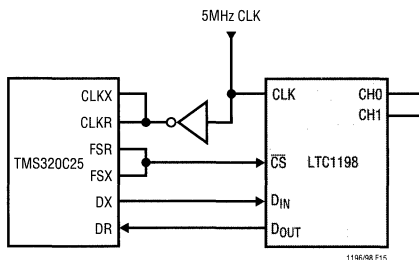 5MHz CLK
CLKX
CLKR
FSR
FSX
DX
DR
TMS320C25
CLK
CH0
CH1
CS
LTC1198
DIN
DOUT
1196/98 F15